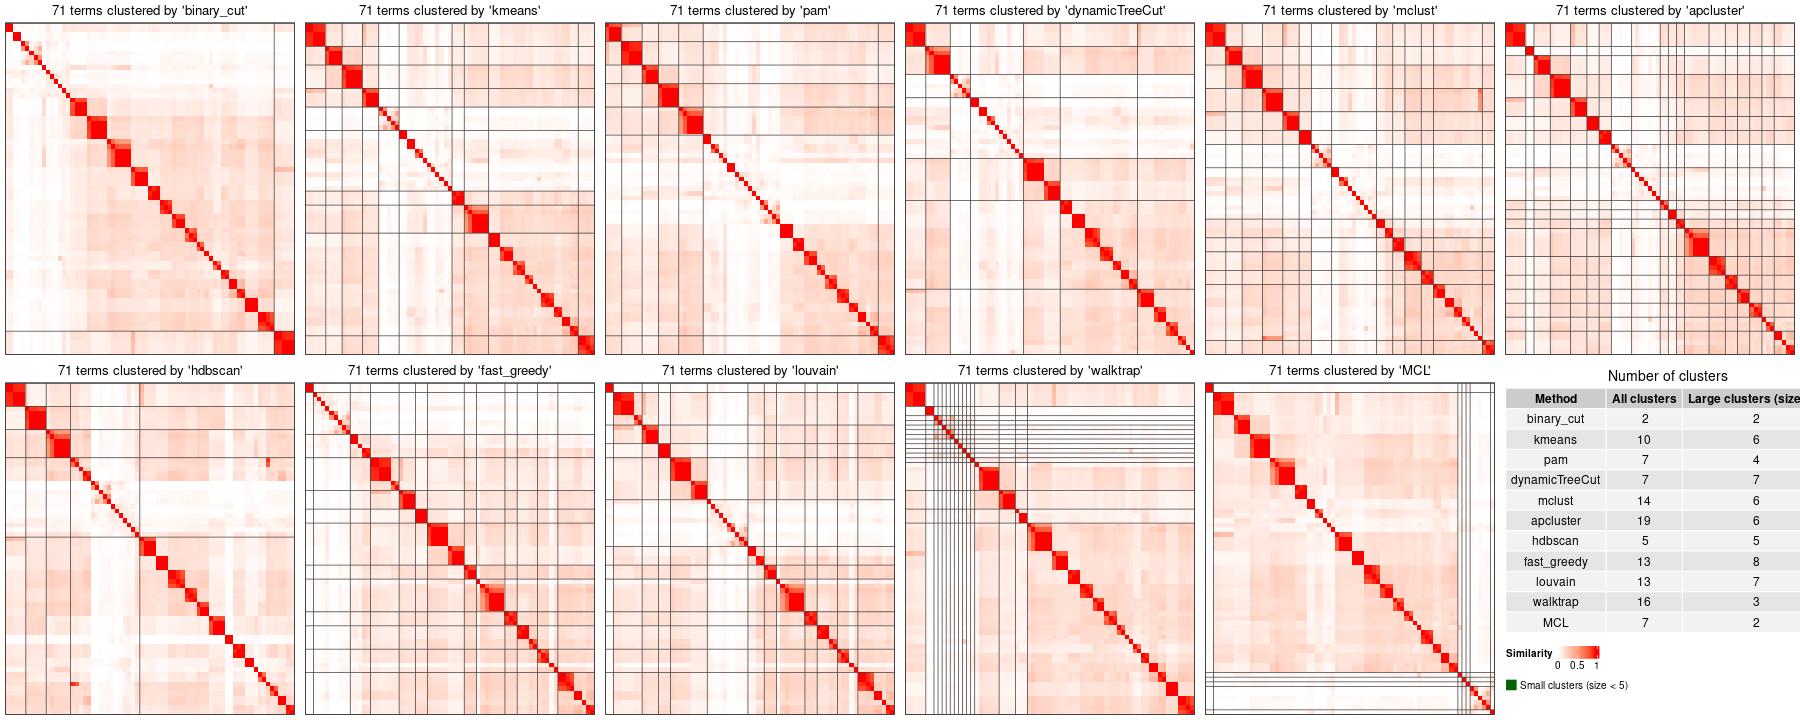 71 terms clustered by 'binary_cut'
71 terms clustered by 'kmeans'
71 terms clustered by 'pam'
71 terms clustered by 'dynamicTreeCut'
71 terms clustered by 'mclust'
71 terms clustered by 'apcluster'
71 terms clustered by 'hdbscan'
71 terms clustered by 'fast_greedy'
71 terms clustered by 'louvain'
71 terms clustered by 'walktrap'
71 terms clustered by 'MCL'
Number of clusters
Method All clusters Large clusters (size
binary_cut 2 2
kmeans 10 6
pam 7 4
dynamicTreeCut 7 7
mclust 14 6
apcluster 19 6
hdbscan 5 5
fast_greedy 13 8
louvain 13 7
walktrap 16 3
MCL 7 2
Similarity
0 0.5 1
Small clusters (size < 5)